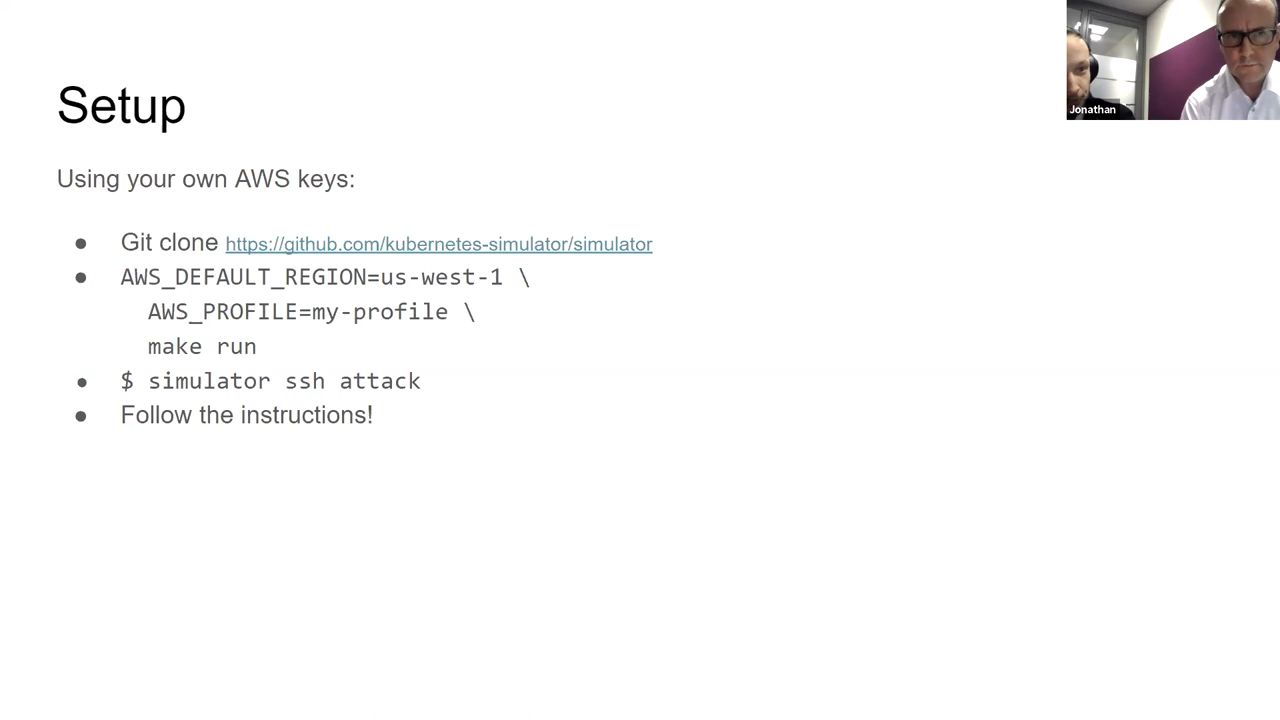 Setup
Jonathan
Using your own AWS keys:
● Git clone https://github.com/kubernetes-simulator/simulator
● AWS_DEFAULT_REGION=us-west-1 \
AWS_PROFILE=my-profile \
make run
● $ simulator ssh attack
● Follow the instructions!